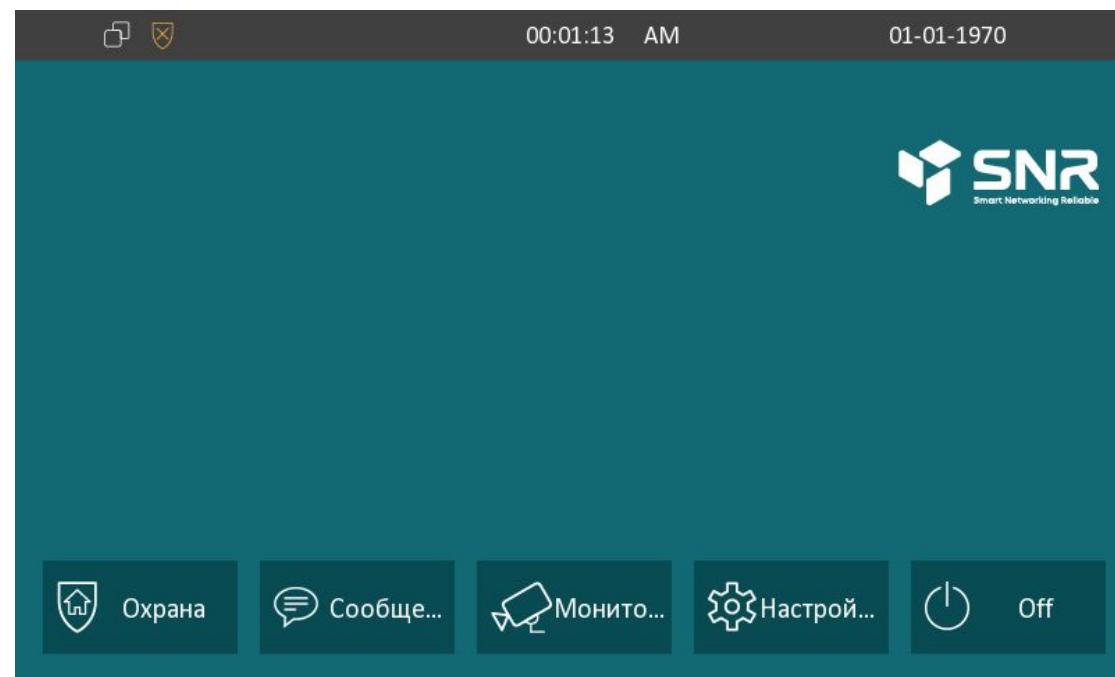 00:01:13 AM 01-01-1970
SNR
Smart Networking Reliable
Охрана Сообще... Монито... Настрой... Off